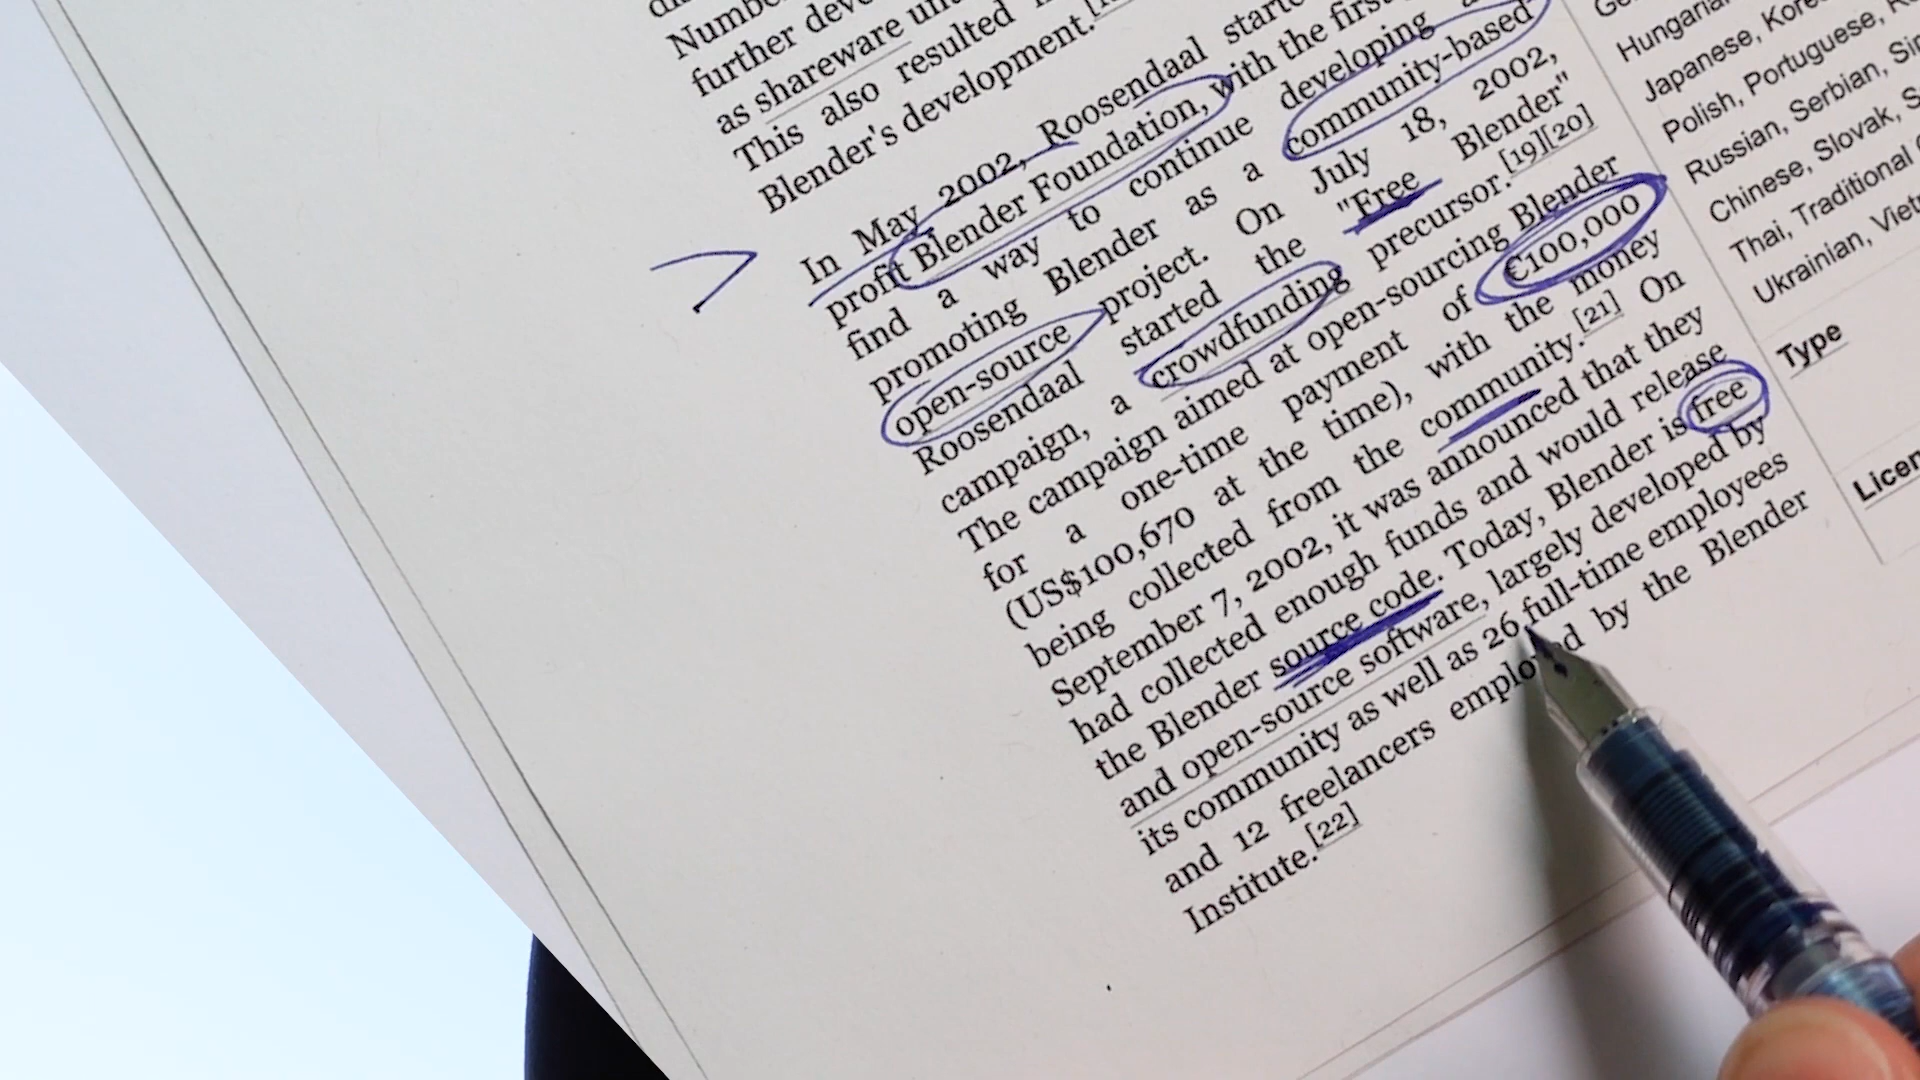 Number
further deve
as shareware
This also resulted
Blender's development.
In May 2002, Roosendaal
profit Blender Foundation, with the first
find a way to continue developing
promoting Blender as a community-based
open-source project. On July 18, 2002,
Roosendaal started the "Free Blender"
campaign, a crowdfunding precursor.[19][20]
The campaign aimed at open-sourcing Blender
for a one-time payment of €100,000
(US$100,670 at the time), with the money
being collected from the community.[21] On
September 7, 2002, it was announced that they
had collected enough funds and would release
the Blender source code. Today, Blender is free
and open-source software, largely developed by
its community as well as 26 full-time employees
and 12 freelancers employed by the Blender
Institute.[22]
Hungarian
Japanese,
Polish, Portuguese,
Russian, Serbian,
Chinese, Slovak,
Thai, Traditional
Ukrainian,
Type
Licen